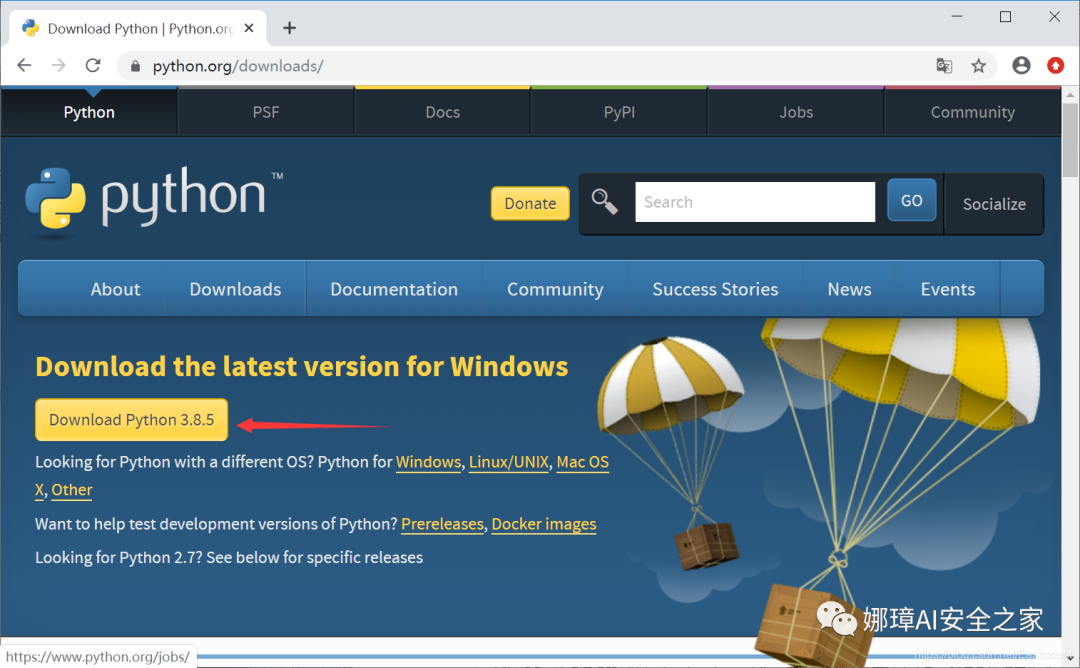 Download Python | Python.org
python.org/downloads/
Python
PSF
Docs
PyPI
Jobs
Community
python™
Donate
Search
GO
Socialize
About
Downloads
Documentation
Community
Success Stories
News
Events
Download the latest version for Windows
Download Python 3.8.5
Looking for Python with a different OS? Python for Windows, Linux/UNIX, Mac OS
X, Other
Want to help test development versions of Python? Prereleases, Docker images
Looking for Python 2.7? See below for specific releases
娜璋AI安全之家
https://www.python.org/jobs/